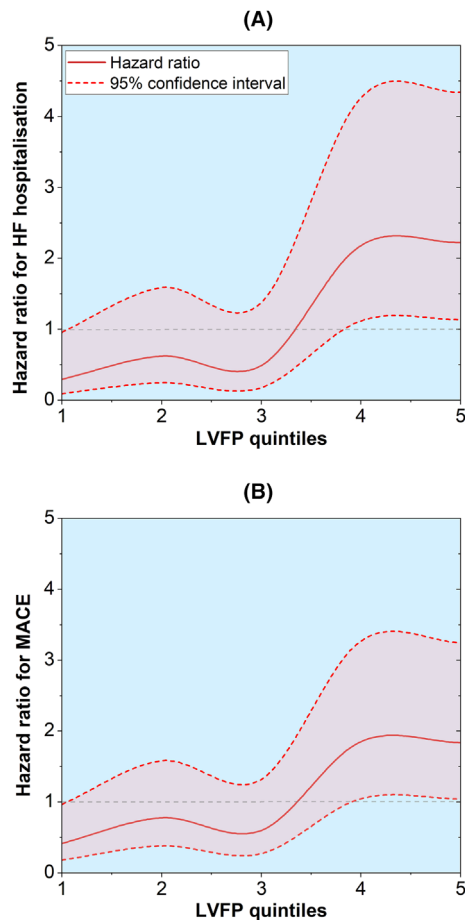 (A)
Hazard ratio for HF hospitalisation
5
4
3
2
1
0
Hazard ratio
95% confidence interval
1 2 3 4 5
LVFP quintiles
(B)
Hazard ratio for MACE
5
4
3
2
1
0
1 2 3 4 5
LVFP quintiles